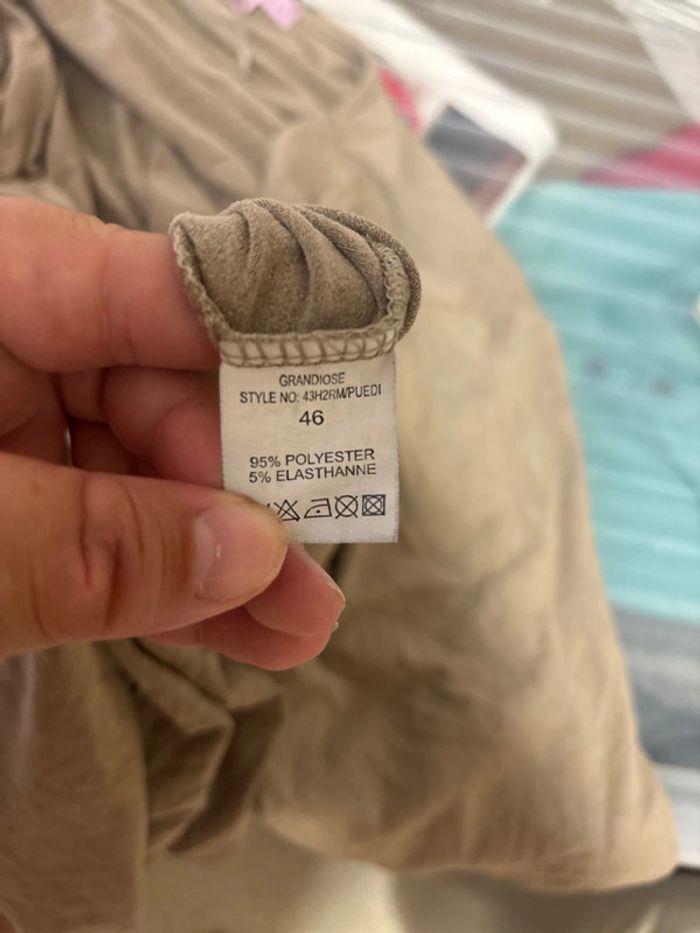 GRANDIOSE
STYLE NO: 43H2RM/PUEDI
46
95% POLYESTER
5% ELASTHANNE